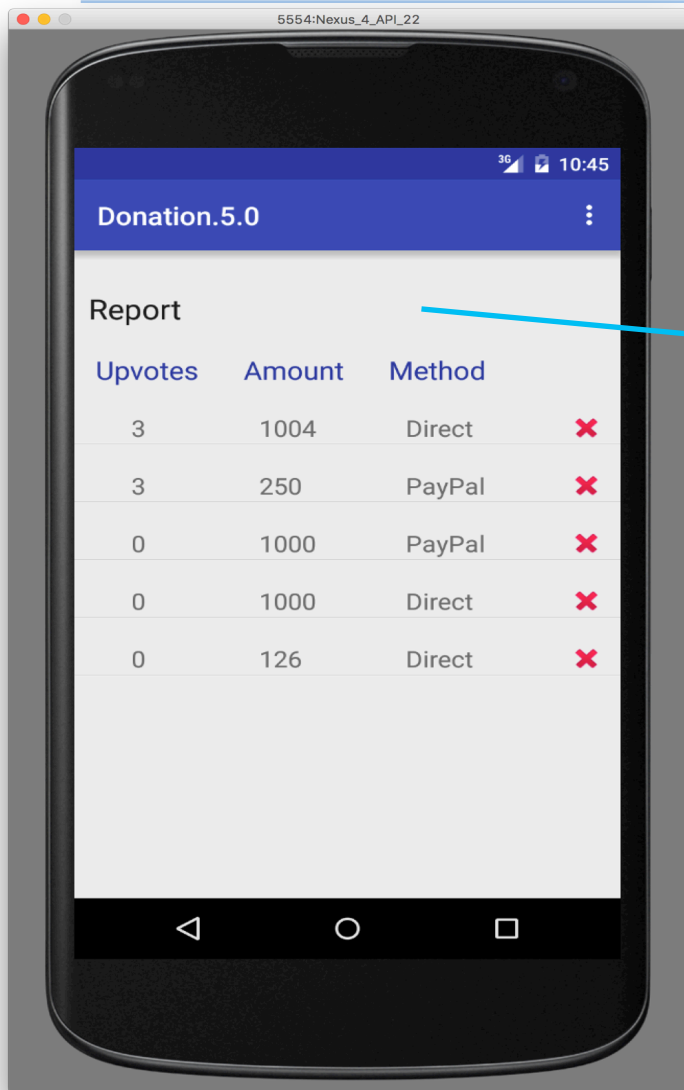 5554:Nexus_4_API_22
3G 10:45
Donation.5.0
Report
Upvotes Amount Method
3 1004 Direct
3 250 PayPal
0 1000 PayPal
0 1000 Direct
0 126 Direct